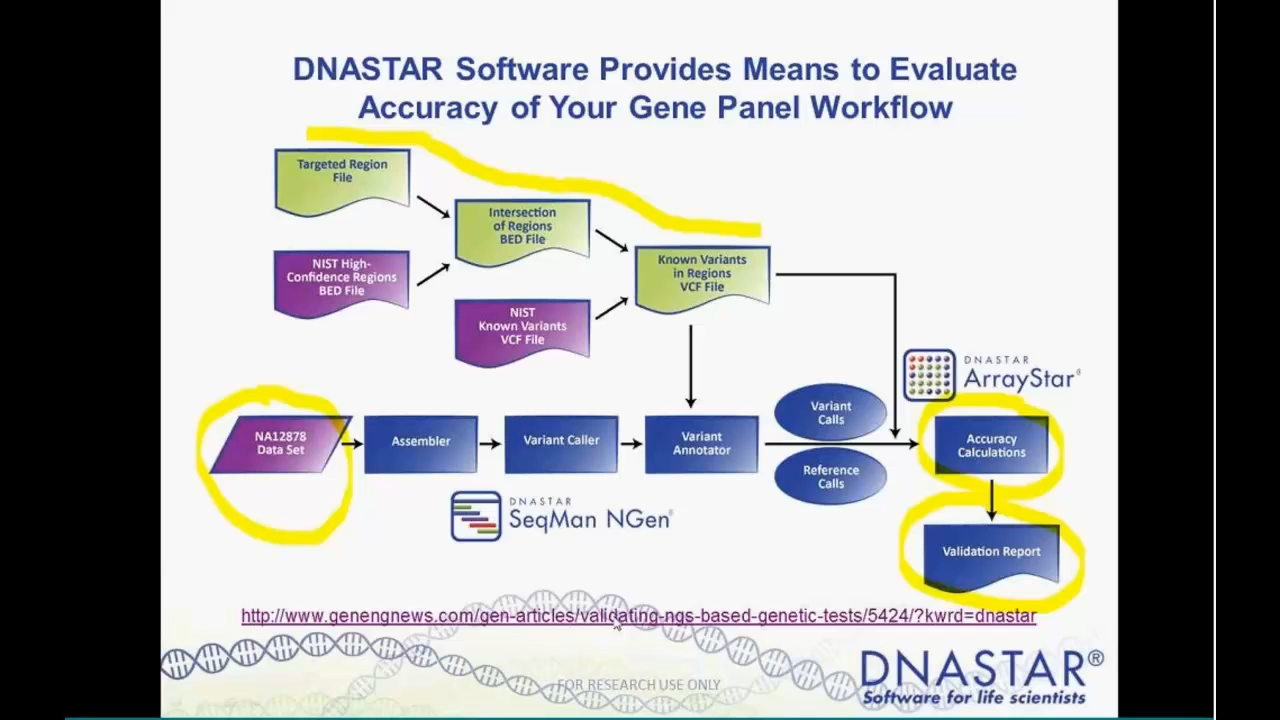 DNASTAR Software Provides Means to Evaluate
Accuracy of Your Gene Panel Workflow
Targeted Region
File
Intersection
of Regions
BED File
NIST High-
Confidence Regions
BED File
Known Variants
in Regions
VCF File
NIST
Known Variants
VCF File
DNASTAR
ArrayStar®
NA12878
Data Set
Assembler
Variant Caller
Variant
Annotator
Variant
Calls
Reference
Calls
Accuracy
Calculations
DNASTAR
SeqMan NGen®
Validation Report
http://www.genengnews.com/gen-articles/validating-ngs-based-genetic-tests/5424/?kwrd=dnastar
FOR RESEARCH USE ONLY
DNASTAR®
Software for life scientists